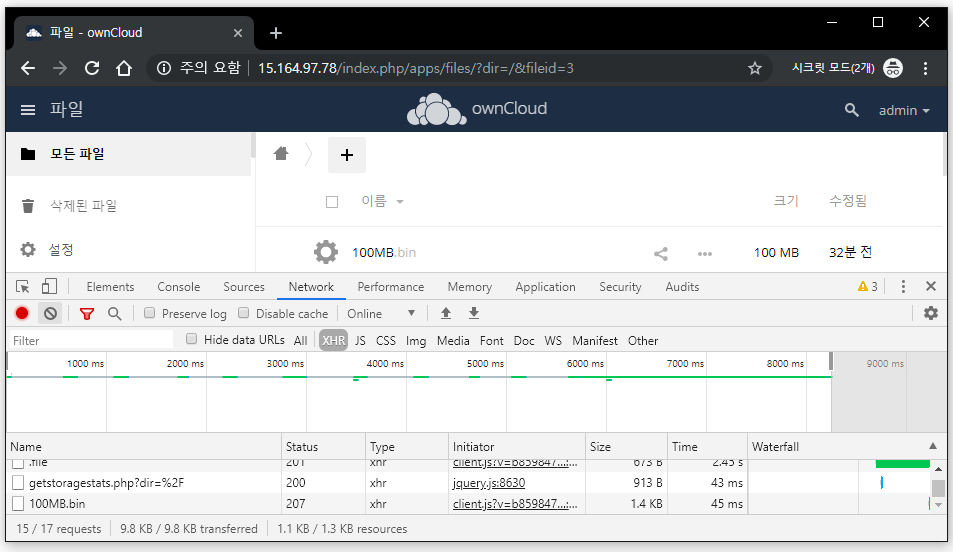 파일 - ownCloud
주의 요함 15.164.97.78/index.php/apps/files/?dir=/&fileid=3 시크릿 모드(2개)
파일 ownCloud admin
모든 파일
삭제된 파일
설정
이름 크기 수정됨
100MB.bin 100 MB 32분 전
Elements Console Sources Network Performance Memory Application Security Audits 3
Preserve log Disable cache Online
Filter Hide data URLs All XHR JS CSS Img Media Font Doc WS Manifest Other
1000 ms 2000 ms 3000 ms 4000 ms 5000 ms 6000 ms 7000 ms 8000 ms 9000 ms
Name Status Type Initiator Size Time Waterfall
.file 201 xhr client.js?v=b859847...:... 673 B 2.45 s
getstoragestats.php?dir=%2F 200 xhr jquery.js:8630 913 B 43 ms
100MB.bin 207 xhr client.js?v=b859847...:... 1.4 KB 45 ms
15 / 17 requests 9.8 KB / 9.8 KB transferred 1.1 KB / 1.3 KB resources